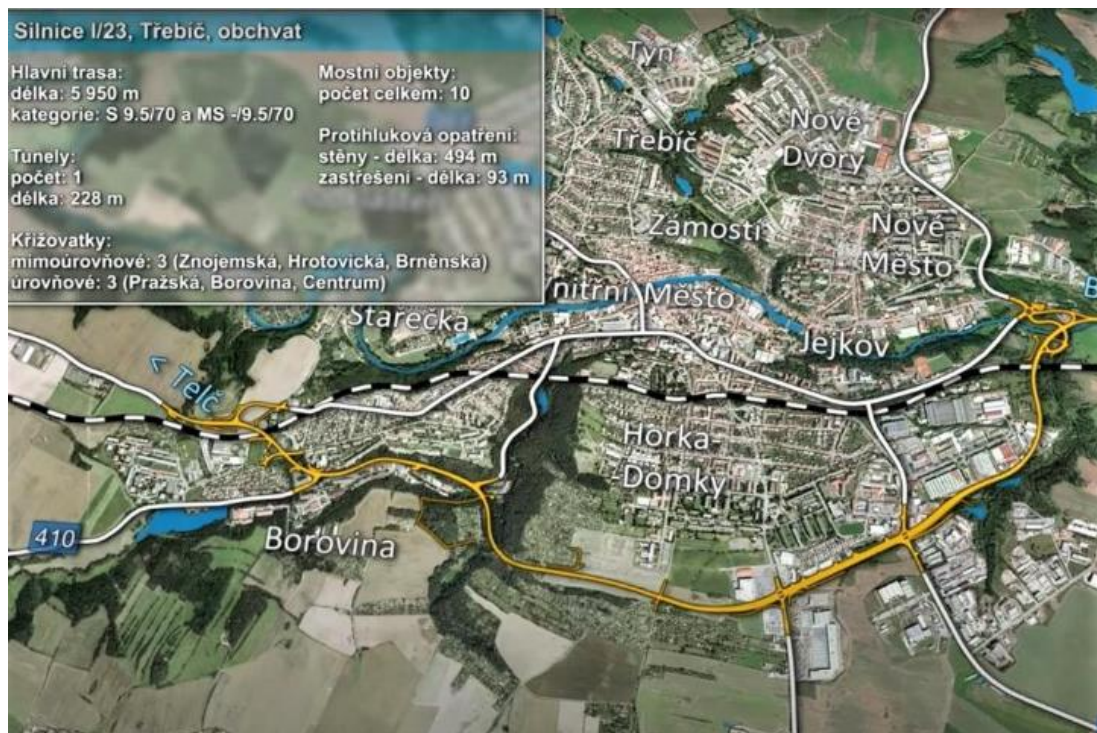 Silnice I/23, Třebíč, obchvat
Hlavní trasa:
délka: 5 950 m
kategorie: S 9.5/70 a MS -/9.5/70
Tunely:
počet: 1
délka: 228 m
Mostní objekty:
počet celkem: 10
Protihluková opatření:
stěny - délka: 494 m
zastřešení - délka: 93 m
Křižovatky:
mimoúrovňové: 3 (Znojemská, Hrotovická, Brněnská)
úrovňové: 3 (Pražská, Borovina, Centrum)
Týn
Třebíč
Nové
Dvory
Zámostí
Nové
Město
nitřní Město
Stařečka
Jejkov
B
< Telč
Horka-
-Domky
410
Borovina